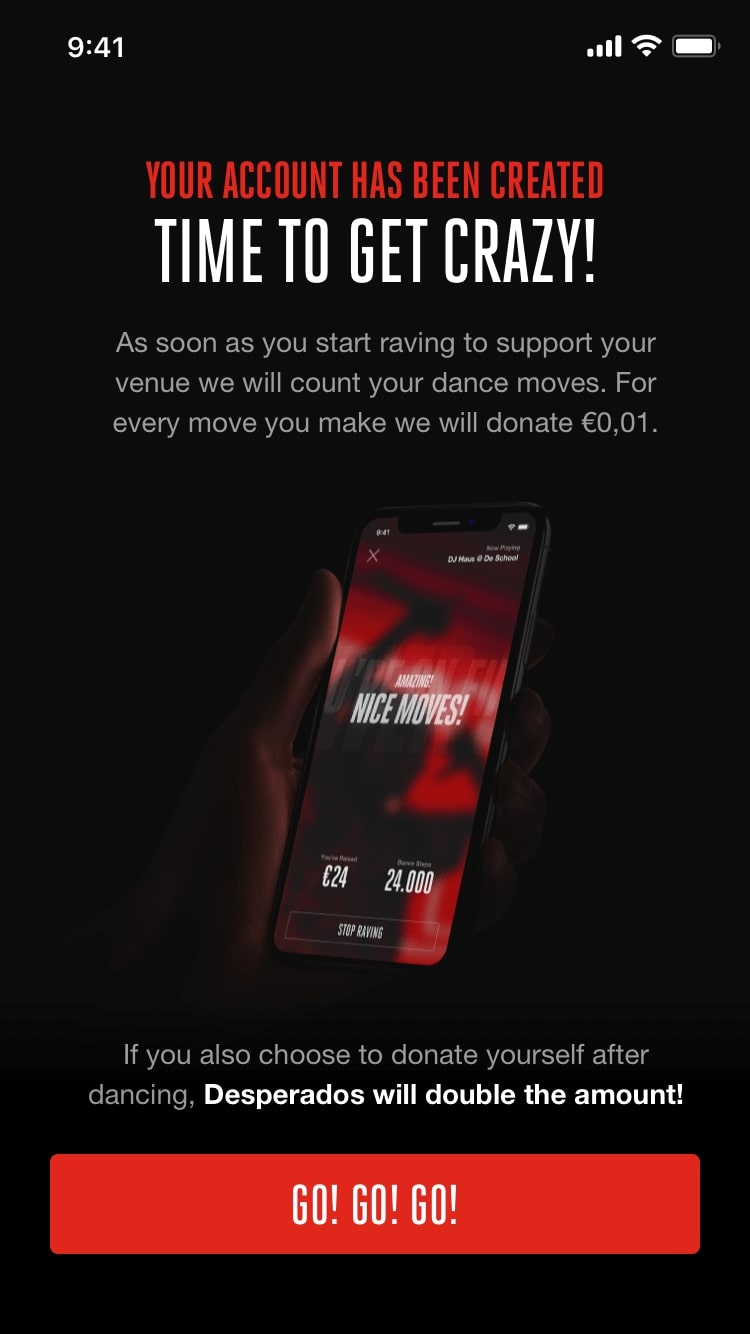 9:41
YOUR ACCOUNT HAS BEEN CREATED
TIME TO GET CRAZY!
As soon as you start raving to support your
venue we will count your dance moves. For
every move you make we will donate €0,01.
9:41
Now Playing
DJ Haus @ De School
AMAZING!
NICE MOVES!
You've Raised
Dance Steps
€24
24.000
STOP RAVING
If you also choose to donate yourself after
dancing, Desperados will double the amount!
GO! GO! GO!